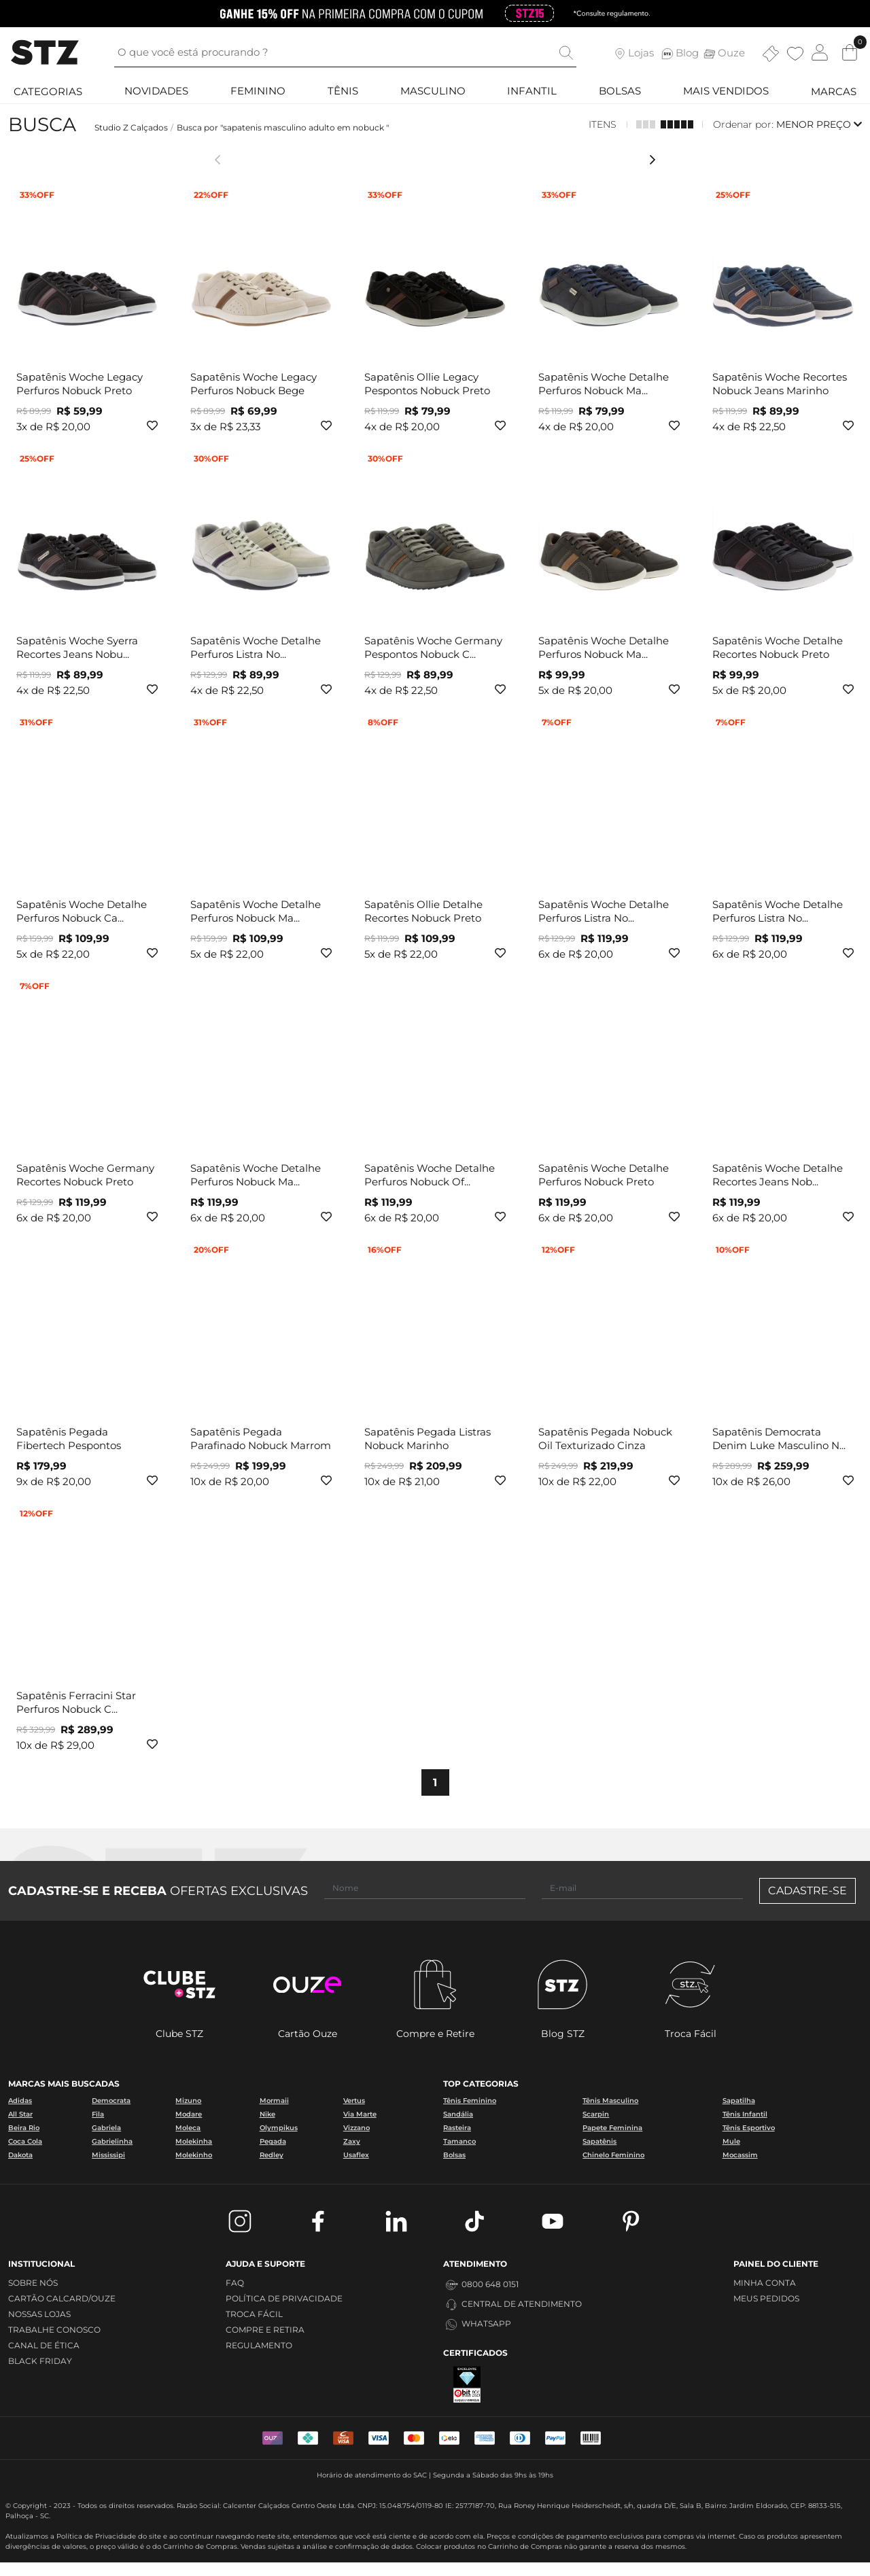 GANHE 15% OFF NA PRIMEIRA COMPRA COM O CUPOM STZ15 *Consulte regulamento.
STZ O que você está procurando ? Lojas Blog Ouze 0
CATEGORIAS NOVIDADES FEMININO TÊNIS MASCULINO INFANTIL BOLSAS MAIS VENDIDOS MARCAS
BUSCA Studio Z Calçados / Busca por "sapatenis masculino adulto em nobuck " ITENS Ordenar por: MENOR PREÇO
33%OFF 22%OFF 33%OFF 33%OFF 25%OFF
Sapatênis Woche Legacy Sapatênis Woche Legacy Sapatênis Ollie Legacy Sapatênis Woche Detalhe Sapatênis Woche Recortes
Perfuros Nobuck Preto Perfuros Nobuck Bege Pespontos Nobuck Preto Perfuros Nobuck Ma... Nobuck Jeans Marinho
R$ 89,99 R$ 59,99 R$ 89,99 R$ 69,99 R$ 119,99 R$ 79,99 R$ 119,99 R$ 79,99 R$ 119,99 R$ 89,99
3x de R$ 20,00 3x de R$ 23,33 4x de R$ 20,00 4x de R$ 20,00 4x de R$ 22,50
25%OFF 30%OFF 30%OFF
Sapatênis Woche Syerra Sapatênis Woche Detalhe Sapatênis Woche Germany Sapatênis Woche Detalhe Sapatênis Woche Detalhe
Recortes Jeans Nobu... Perfuros Listra No... Pespontos Nobuck C... Perfuros Nobuck Ma... Recortes Nobuck Preto
R$ 119,99 R$ 89,99 R$ 129,99 R$ 89,99 R$ 129,99 R$ 89,99 R$ 99,99 R$ 99,99
4x de R$ 22,50 4x de R$ 22,50 4x de R$ 22,50 5x de R$ 20,00 5x de R$ 20,00
31%OFF 31%OFF 8%OFF 7%OFF 7%OFF
Sapatênis Woche Detalhe Sapatênis Woche Detalhe Sapatênis Ollie Detalhe Sapatênis Woche Detalhe Sapatênis Woche Detalhe
Perfuros Nobuck Ca... Perfuros Nobuck Ma... Recortes Nobuck Preto Perfuros Listra No... Perfuros Listra No...
R$ 159,99 R$ 109,99 R$ 159,99 R$ 109,99 R$ 119,99 R$ 109,99 R$ 129,99 R$ 119,99 R$ 129,99 R$ 119,99
5x de R$ 22,00 5x de R$ 22,00 5x de R$ 22,00 6x de R$ 20,00 6x de R$ 20,00
7%OFF
Sapatênis Woche Germany Sapatênis Woche Detalhe Sapatênis Woche Detalhe Sapatênis Woche Detalhe Sapatênis Woche Detalhe
Recortes Nobuck Preto Perfuros Nobuck Ma... Perfuros Nobuck Of... Perfuros Nobuck Preto Recortes Jeans Nob...
R$ 129,99 R$ 119,99 R$ 119,99 R$ 119,99 R$ 119,99 R$ 119,99
6x de R$ 20,00 6x de R$ 20,00 6x de R$ 20,00 6x de R$ 20,00 6x de R$ 20,00
20%OFF 16%OFF 12%OFF 10%OFF
Sapatênis Pegada Sapatênis Pegada Sapatênis Pegada Listras Sapatênis Pegada Nobuck Sapatênis Democrata
Fibertech Pespontos Parafinado Nobuck Marrom Nobuck Marinho Oil Texturizado Cinza Denim Luke Masculino N...
R$ 179,99 R$ 249,99 R$ 199,99 R$ 249,99 R$ 209,99 R$ 249,99 R$ 219,99 R$ 289,99 R$ 259,99
9x de R$ 20,00 10x de R$ 20,00 10x de R$ 21,00 10x de R$ 22,00 10x de R$ 26,00
12%OFF
Sapatênis Ferracini Star
Perfuros Nobuck C...
R$ 329,99 R$ 289,99
10x de R$ 29,00
1
CADASTRE-SE E RECEBA OFERTAS EXCLUSIVAS Nome E-mail CADASTRE-SE
CLUBE +STZ OUZE STZ stz.
Clube STZ Cartão Ouze Compre e Retire Blog STZ Troca Fácil
MARCAS MAIS BUSCADAS TOP CATEGORIAS
Adidas Democrata Mizuno Mormaii Vertus Tênis Feminino Tênis Masculino Sapatilha
All Star Fila Modare Nike Via Marte Sandália Scarpin Tênis Infantil
Beira Rio Gabriela Moleca Olympikus Vizzano Rasteira Papete Feminina Tênis Esportivo
Coca Cola Gabrielinha Molekinha Pegada Zaxy Tamanco Sapatênis Mule
Dakota Mississipi Molekinho Redley Usaflex Bolsas Chinelo Feminino Mocassim
INSTITUCIONAL AJUDA E SUPORTE ATENDIMENTO PAINEL DO CLIENTE
SOBRE NÓS FAQ 0800 648 0151 MINHA CONTA
CARTÃO CALCARD/OUZE POLÍTICA DE PRIVACIDADE CENTRAL DE ATENDIMENTO MEUS PEDIDOS
NOSSAS LOJAS TROCA FÁCIL WHATSAPP
TRABALHE CONOSCO COMPRE E RETIRA
CANAL DE ÉTICA REGULAMENTO CERTIFICADOS
BLACK FRIDAY
VISA elo PayPal
Horário de atendimento do SAC | Segunda a Sábado das 9hs às 19hs
© Copyright - 2023 - Todos os direitos reservados. Razão Social: Calcenter Calçados Centro Oeste Ltda. CNPJ: 15.048.754/0119-80 IE: 257.7187-70, Rua Roney Henrique Heiderscheidt, s/n, quadra D/E, Sala B, Bairro: Jardim Eldorado, CEP: 88133-515,
Palhoça - SC.
Atualizamos a Política de Privacidade do site e ao continuar navegando neste site, entendemos que você está ciente e de acordo com ela. Preços e condições de pagamento exclusivos para compras via internet. Caso os produtos apresentem
divergências de valores, o preço válido é o do Carrinho de Compras. Vendas sujeitas a análise e confirmação de dados. Colocar produtos no Carrinho de Compras não garante a reserva dos mesmos.